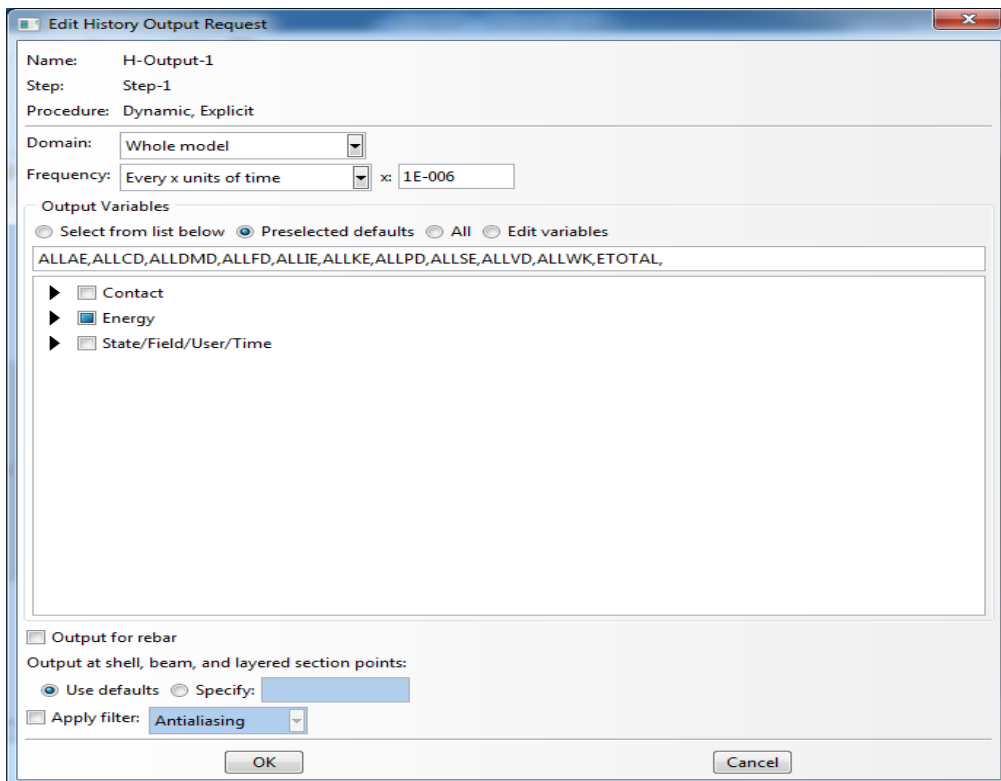 Edit History Output Request
Name: H-Output-1
Step: Step-1
Procedure: Dynamic, Explicit
Domain: Whole model
Frequency: Every x units of time x: 1E-006
Output Variables
Select from list below Preselected defaults All Edit variables
ALLAE,ALLCD,ALLDMD,ALLFD,ALLIE,ALLKE,ALLPD,ALLSE,ALLVD,ALLWK,ETOTAL,
Contact
Energy
State/Field/User/Time
Output for rebar
Output at shell, beam, and layered section points:
Use defaults Specify:
Apply filter: Antialiasing
OK Cancel